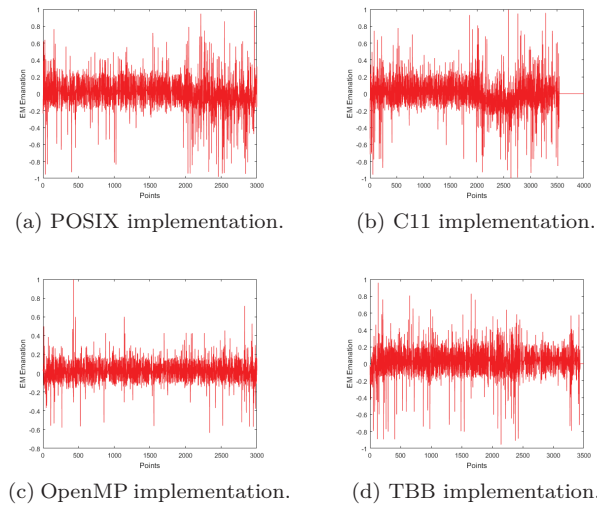 1
0.8
0.6
0.4
0.2
0
-0.2
-0.4
-0.6
-0.8
-1
EM Emanation
0 500 1000 1500 2000 2500 3000
Points
(a) POSIX implementation.
1
0.8
0.6
0.4
0.2
0
-0.2
-0.4
-0.6
-0.8
-1
EM Emanation
0 500 1000 1500 2000 2500 3000 3500 4000
Points
(b) C11 implementation.
1
0.8
0.6
0.4
0.2
0
-0.2
-0.4
-0.6
-0.8
EM Emanation
0 500 1000 1500 2000 2500 3000
Points
(c) OpenMP implementation.
1
0.8
0.6
0.4
0.2
0
-0.2
-0.4
-0.6
-0.8
-1
EM Emanation
0 500 1000 1500 2000 2500 3000 3500
Points
(d) TBB implementation.